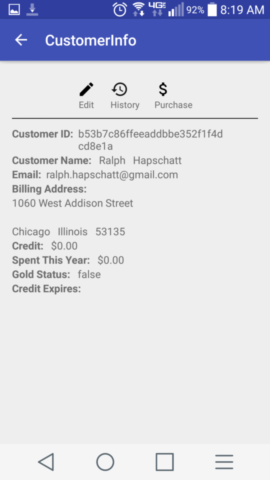 4G 92% 8:19 AM
CustomerInfo
Edit History Purchase
Customer ID: b53b7c86ffeeaddbbe352f1f4d
cd8e1a
Customer Name: Ralph Hapschatt
Email: ralph.hapschatt@gmail.com
Billing Address:
1060 West Addison Street
Chicago Illinois 53135
Credit: $0.00
Spent This Year: $0.00
Gold Status: false
Credit Expires: